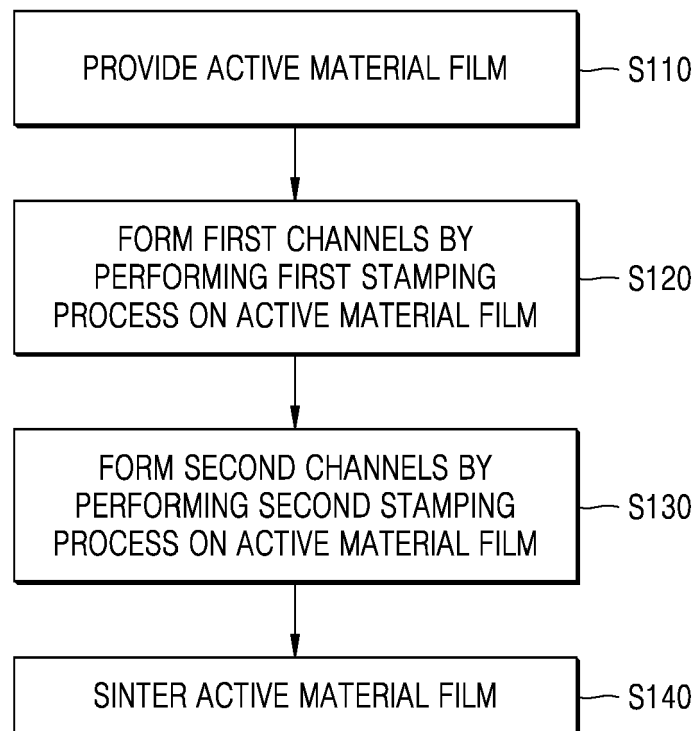 PROVIDE ACTIVE MATERIAL FILM
S110
FORM FIRST CHANNELS BY
PERFORMING FIRST STAMPING
PROCESS ON ACTIVE MATERIAL FILM
S120
FORM SECOND CHANNELS BY
PERFORMING SECOND STAMPING
PROCESS ON ACTIVE MATERIAL FILM
S130
SINTER ACTIVE MATERIAL FILM
S140